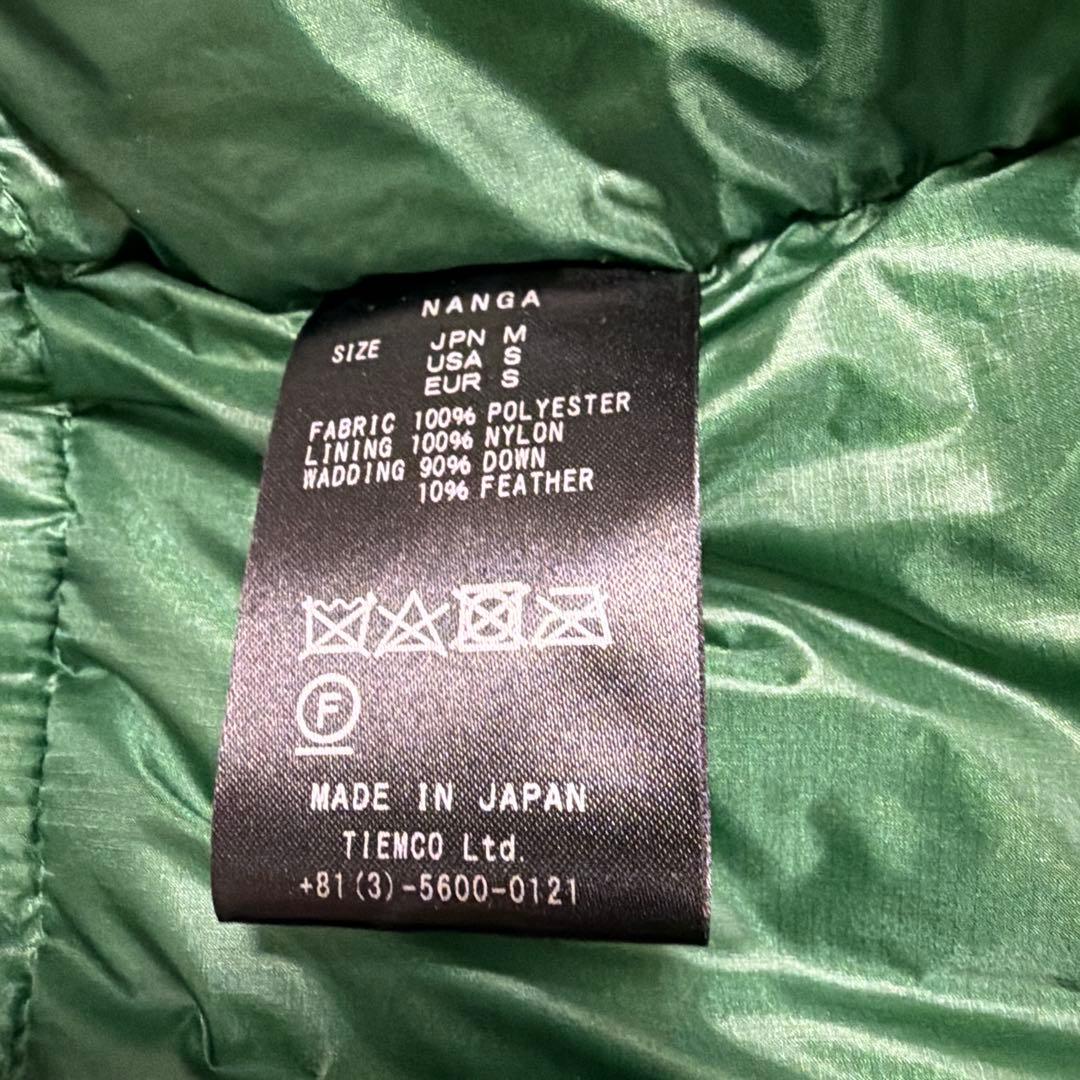 NANGA
SIZE JPN M
USA S
EUR S
FABRIC 100% POLYESTER
LINING 100% NYLON
WADDING 90% DOWN
10% FEATHER
F
MADE IN JAPAN
TIEMCO Ltd.
+81(3)-5600-0121